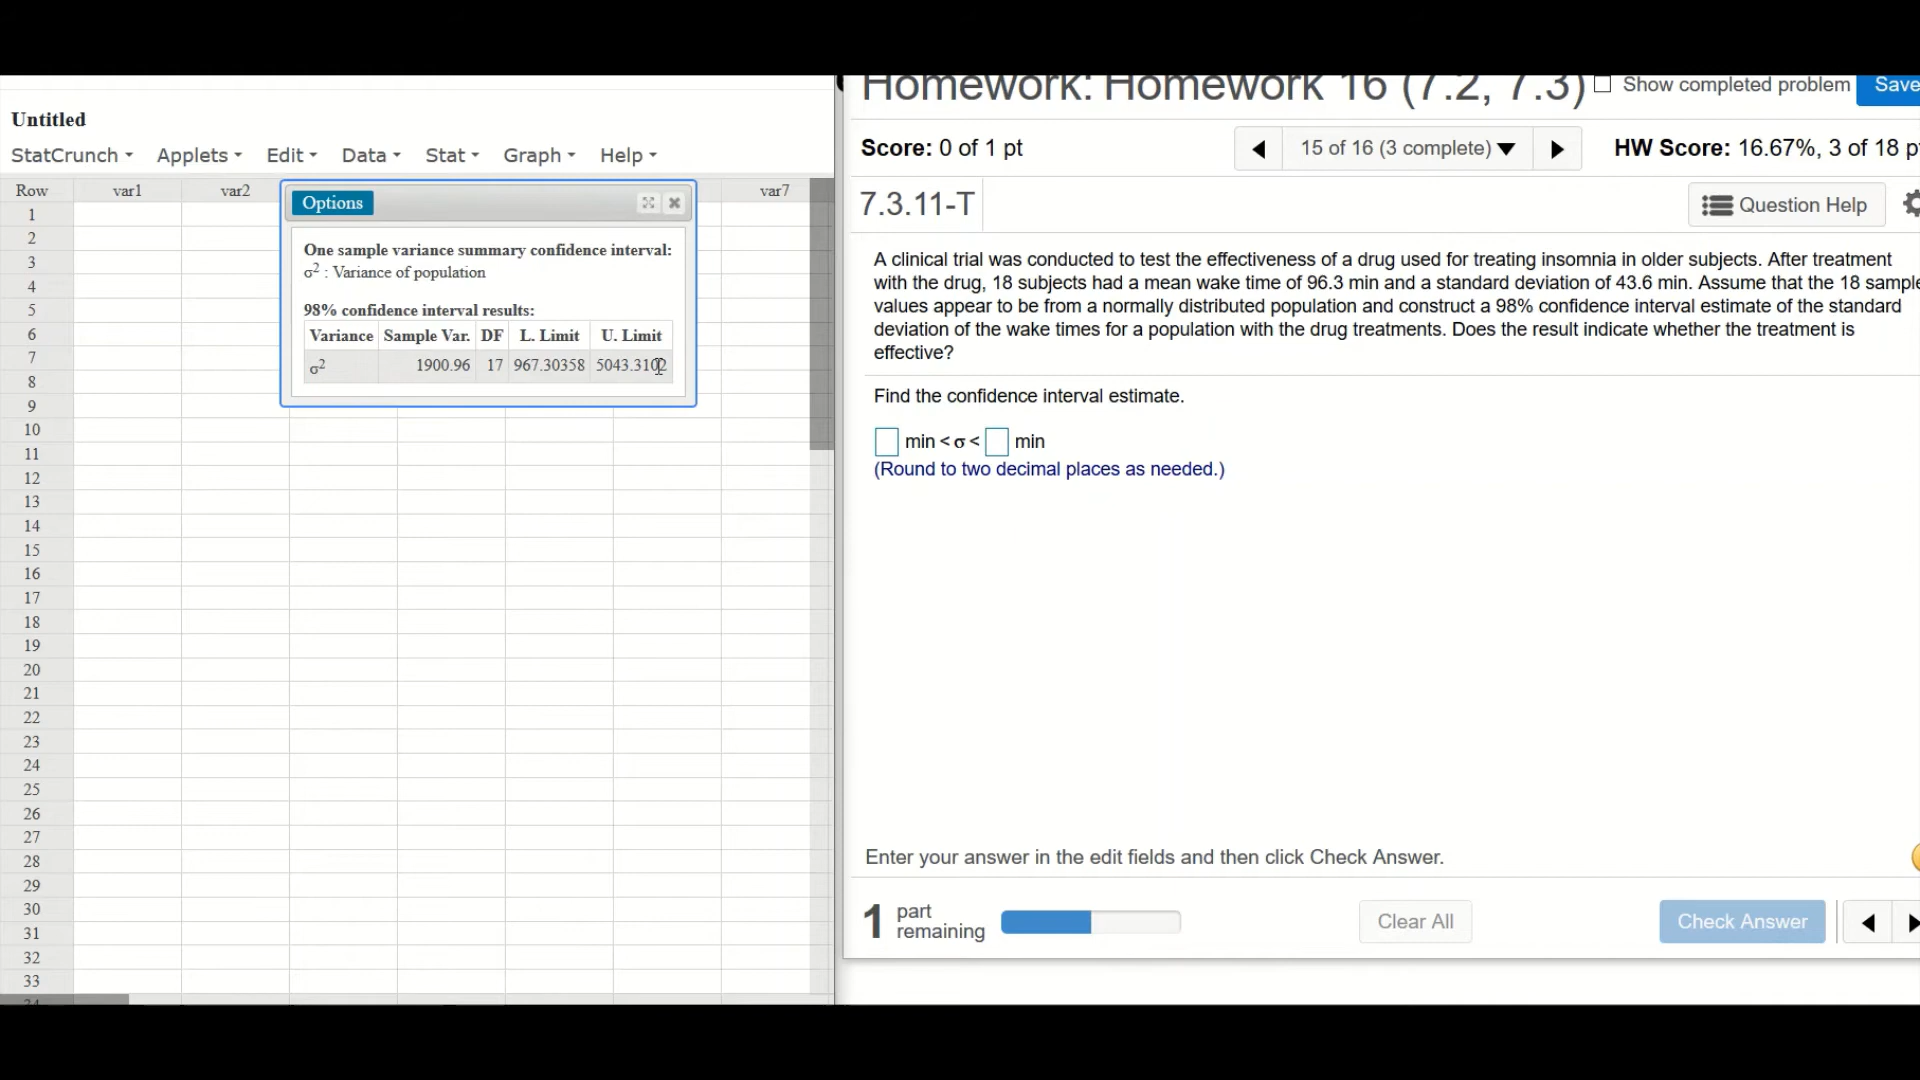 Untitled
StatCrunch Applets Edit Data Stat Graph Help
Row var1 var2 var7
1
2
3
4
5
6
7
8
9
10
11
12
13
14
15
16
17
18
19
20
21
22
23
24
25
26
27
28
29
30
31
32
33
Options
One sample variance summary confidence interval:
σ² : Variance of population
98% confidence interval results:
Variance Sample Var. DF L. Limit U. Limit
σ² 1900.96 17 967.30358 5043.3102
Homework: Homework 16 (7.2, 7.3) Show completed problem Save
Score: 0 of 1 pt 15 of 16 (3 complete) HW Score: 16.67%, 3 of 18 pt
7.3.11-T Question Help
A clinical trial was conducted to test the effectiveness of a drug used for treating insomnia in older subjects. After treatment
with the drug, 18 subjects had a mean wake time of 96.3 min and a standard deviation of 43.6 min. Assume that the 18 sample
values appear to be from a normally distributed population and construct a 98% confidence interval estimate of the standard
deviation of the wake times for a population with the drug treatments. Does the result indicate whether the treatment is
effective?
Find the confidence interval estimate.
min < σ < min
(Round to two decimal places as needed.)
Enter your answer in the edit fields and then click Check Answer.
1 part
remaining
Clear All Check Answer